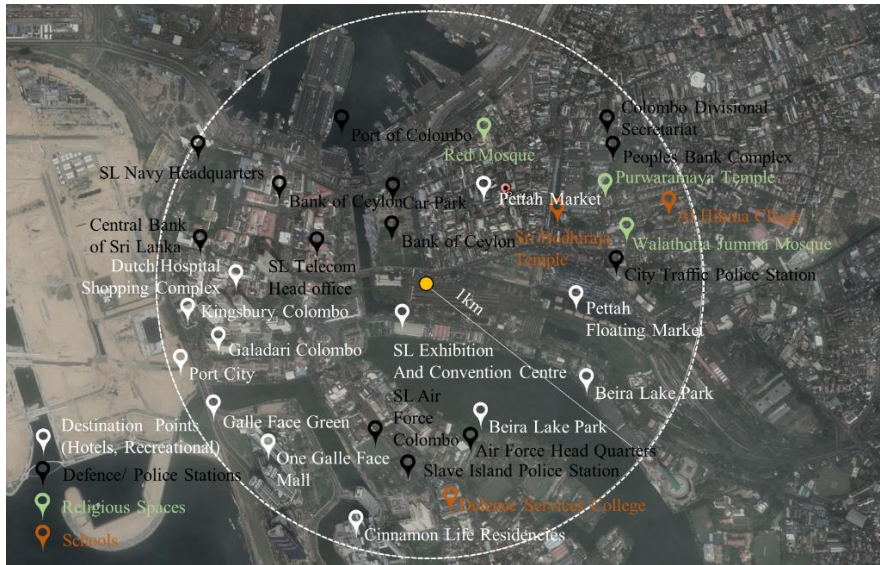 Colombo Divisional
Secretariat
Port of Colombo
Red Mosque
Peoples Bank Complex
SL Navy Headquarters
Purwaramaya Temple
Bank of Ceylon
Car Park
Pettah Market
Al Hikma Cllege
Central Bank
of Sri Lanka
SL Telecom
Head office
Bank of Ceylon
Sri Bodhiraja
Temple
Walathotta Jumma Mosque
City Traffic Police Station
Dutch Hospital
Shopping Complex
1km
Kingsbury Colombo
Pettah
Floating Market
Galadari Colombo
SL Exhibition
And Convention Centre
Port City
Beira Lake Park
SL Air
Force
Colombo
Galle Face Green
Beira Lake Park
Destination Points
(Hotels, Recreational)
One Galle Face
Mall
Air Force Head Quarters
Slave Island Police Station
Defence/ Police Stations
Defense Services College
Religious Spaces
Cinnamon Life Residenetes
Schools